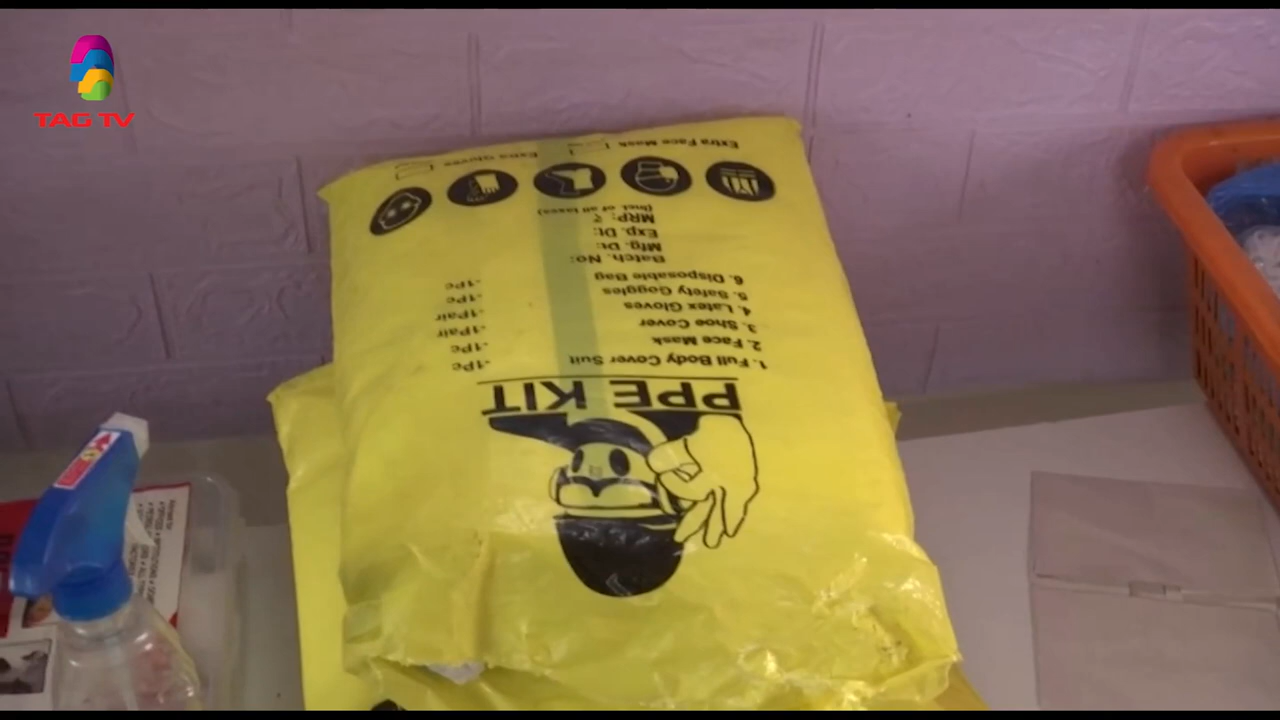 TAG TV
PPE KIT
1. Full Body Cover Suit -1Pc
2. Face Mask -1Pc
3. Shoe Cover -1Pair
4. Latex Gloves -1Pair
5. Safety Goggles -1Pc
6. Disposable Bag -1Pc
Batch. No:
Mfg. Dt:
Exp. Dt:
MRP: ₹
(Incl. of all taxes)
Extra Face Mask
Extra Gloves